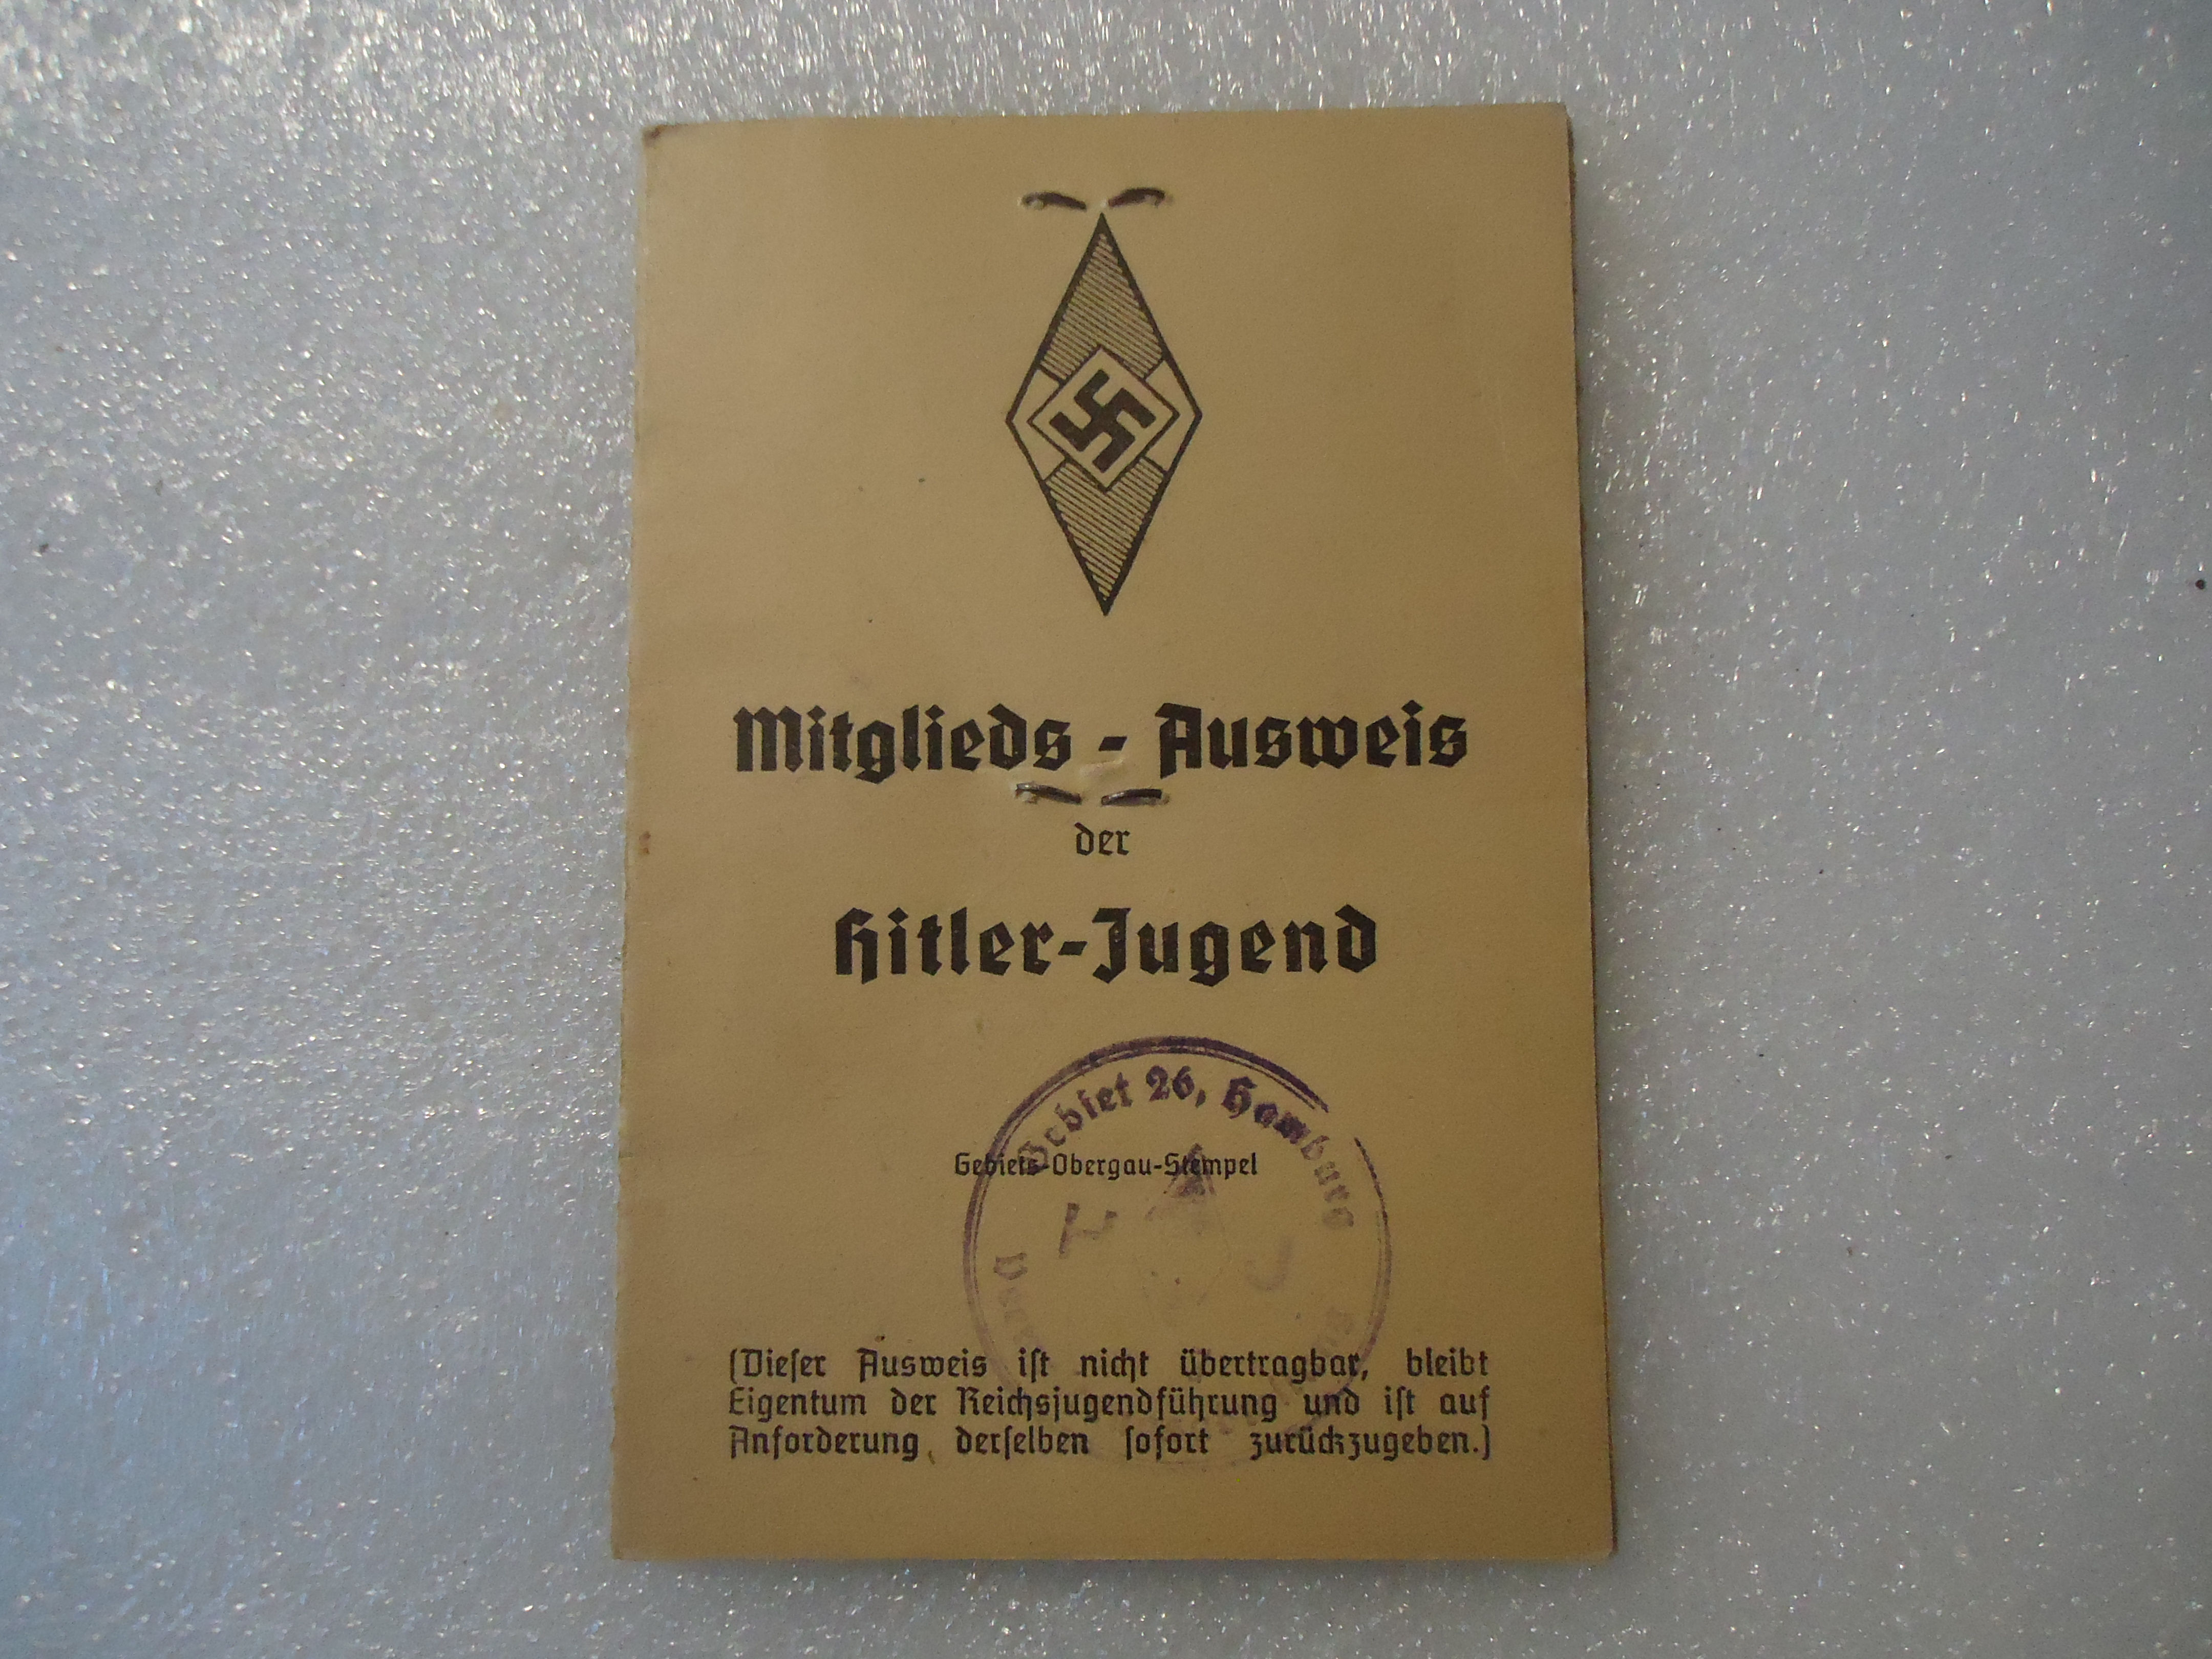 Mitglieds - Ausweis
der
Hitler-Jugend
Gebiet 26, Hamburg
Gebiets-Obergau-Stempel
H J
(Dieſer Ausweis iſt nicht übertragbar, bleibt
Eigentum der Reichsjugendführung und iſt auf
Anforderung derſelben ſofort zurückzugeben.)